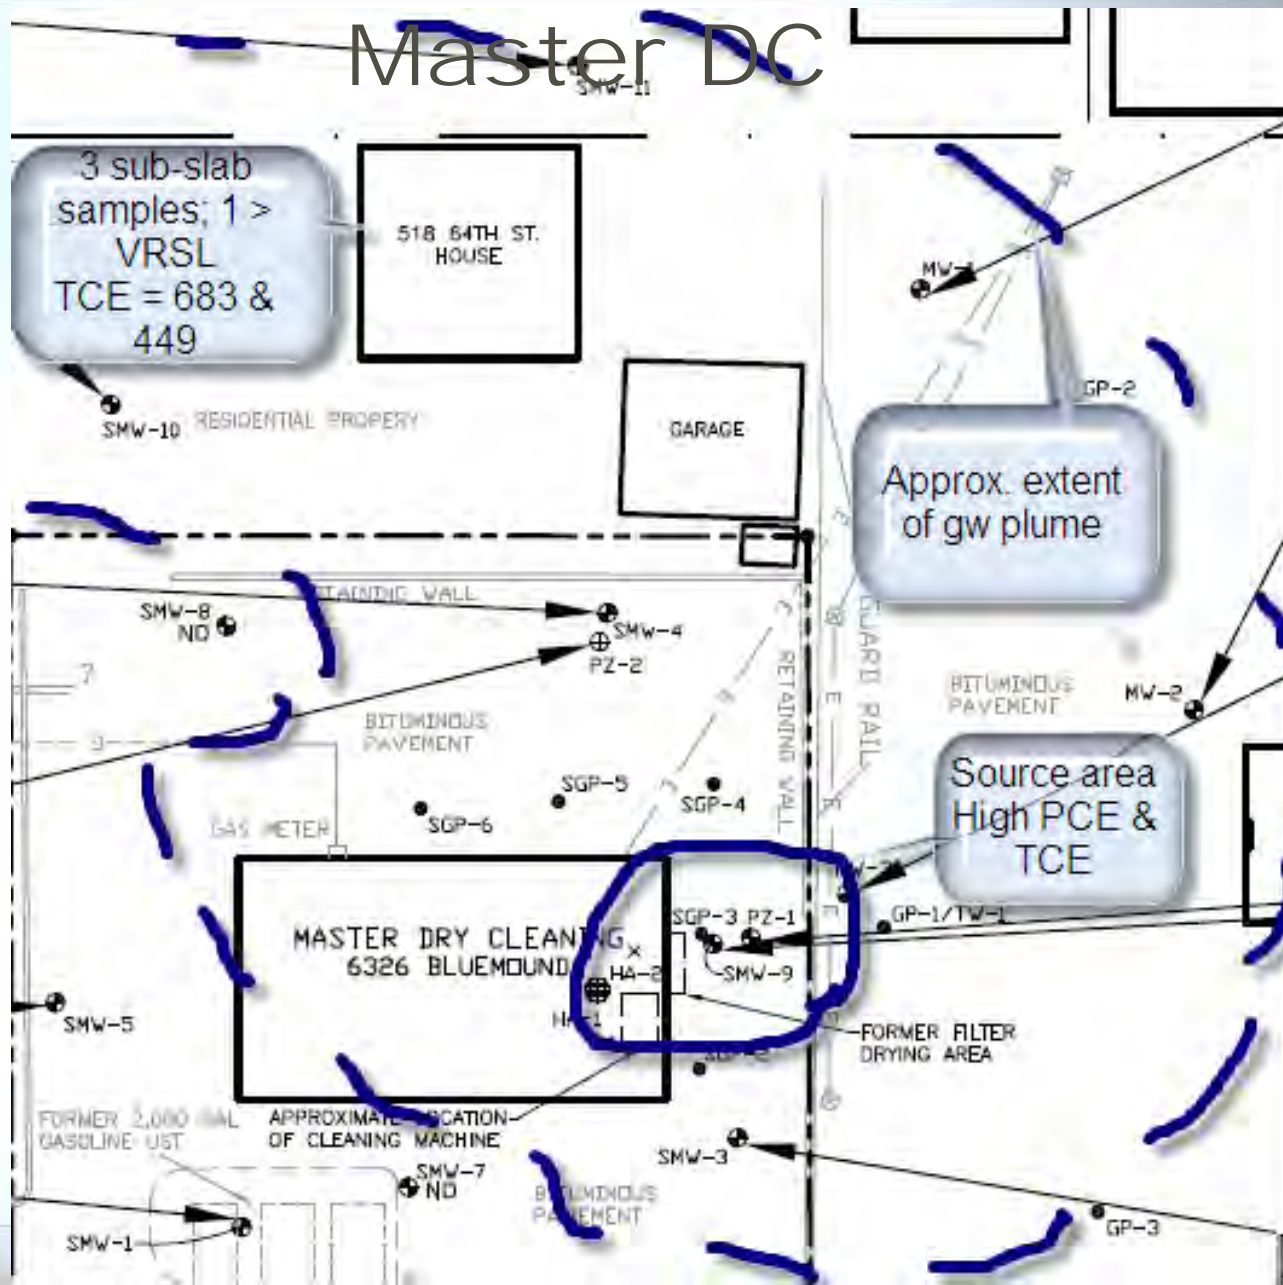 Master DC
SMW-11
3 sub-slab
samples; 1 >
VRSL
TCE = 683 &
449
518 64TH ST.
HOUSE
GP-2
SMW-10
RESIDENTIAL PROPERY
GARAGE
Approx. extent
of gw plume
SMW-8
ND
WALL
SMW-4
PZ-2
RETAINING WALL
GUARD RAIL
BITUMINOUS
PAVEMENT
MW-2
BITUMINOUS
PAVEMENT
SGP-5
SGP-4
SGP-6
GAS METER
Source area
High PCE &
TCE
SGP-3 PZ-1
GP-1/TW-1
MASTER DRY CLEANING
6326 BLUEMOUND
HA-2
SMW-9
SMW-5
FORMER FILTER
DRYING AREA
FORMER 2,000
GASOLINE UST
APPROXIMATE
OF CLEANING MACHINE
SMW-3
SMW-7
ND
PAVEMENT
SMW-1
GP-3